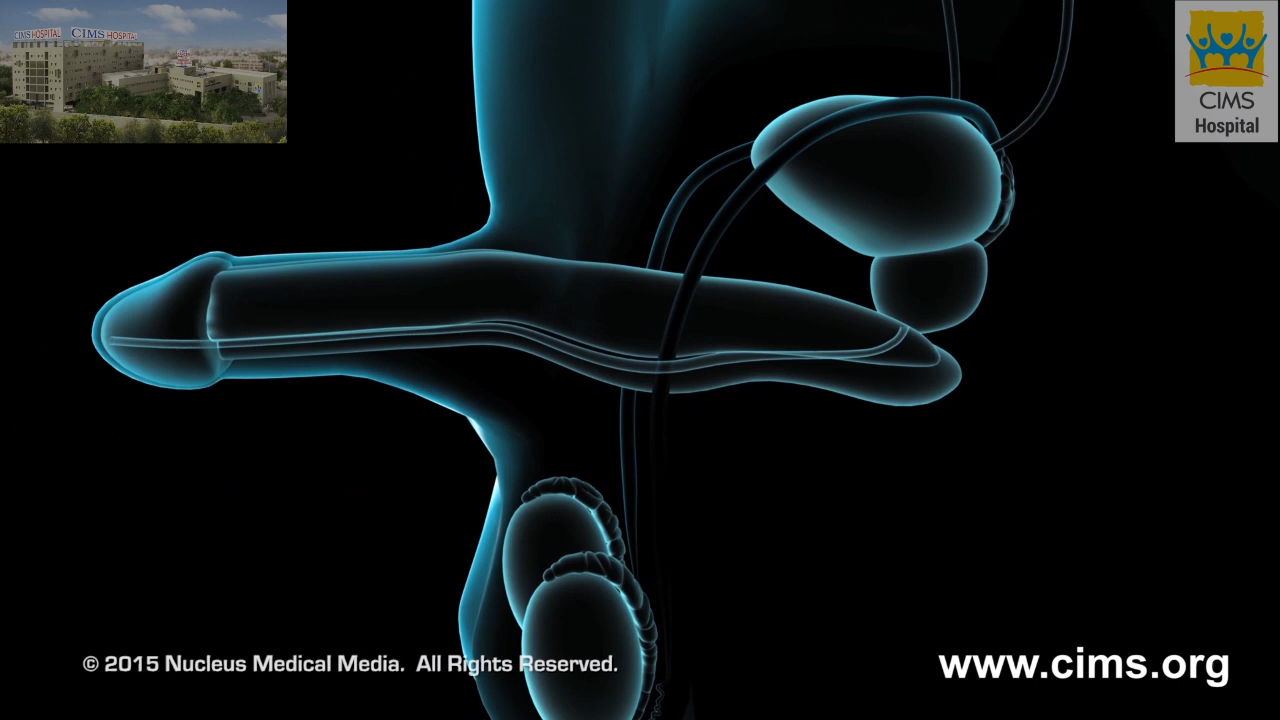 CIMS HOSPITAL CIMS HOSPITAL
CIMS
Hospital
© 2015 Nucleus Medical Media. All Rights Reserved.
www.cims.org